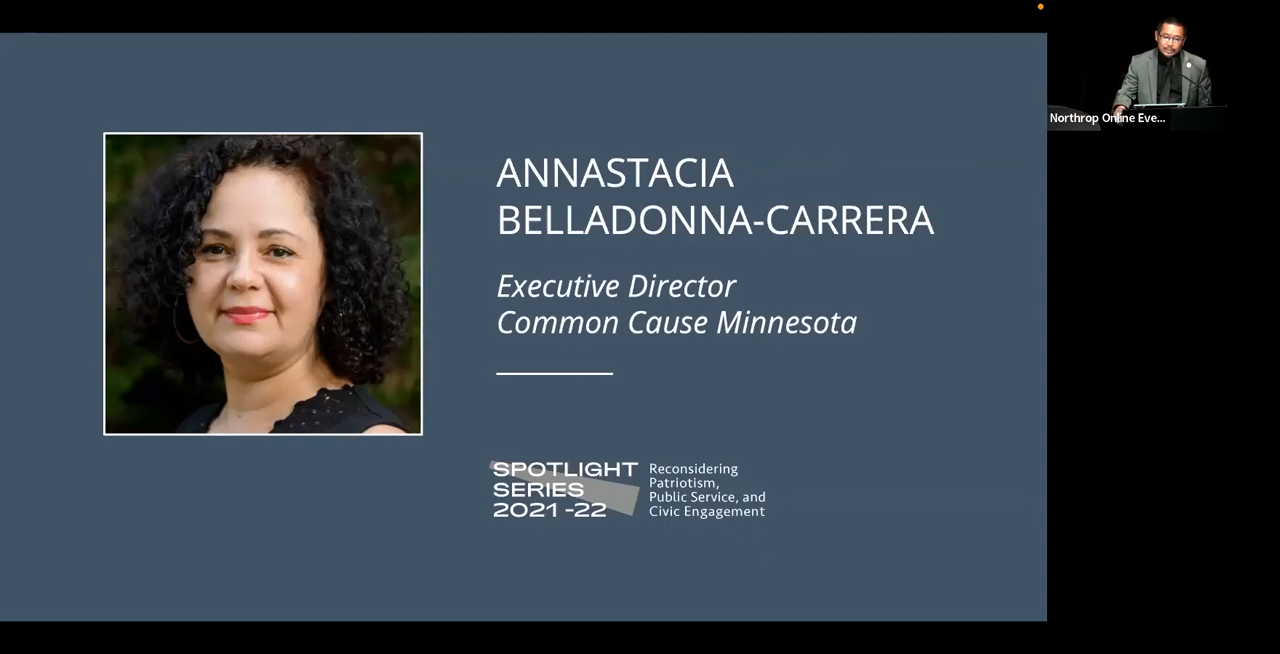 ANNASTACIA
BELLADONNA-CARRERA
Executive Director
Common Cause Minnesota
SPOTLIGHT
SERIES
2021 -22
Reconsidering
Patriotism,
Public Service, and
Civic Engagement
Northrop Online Eve...